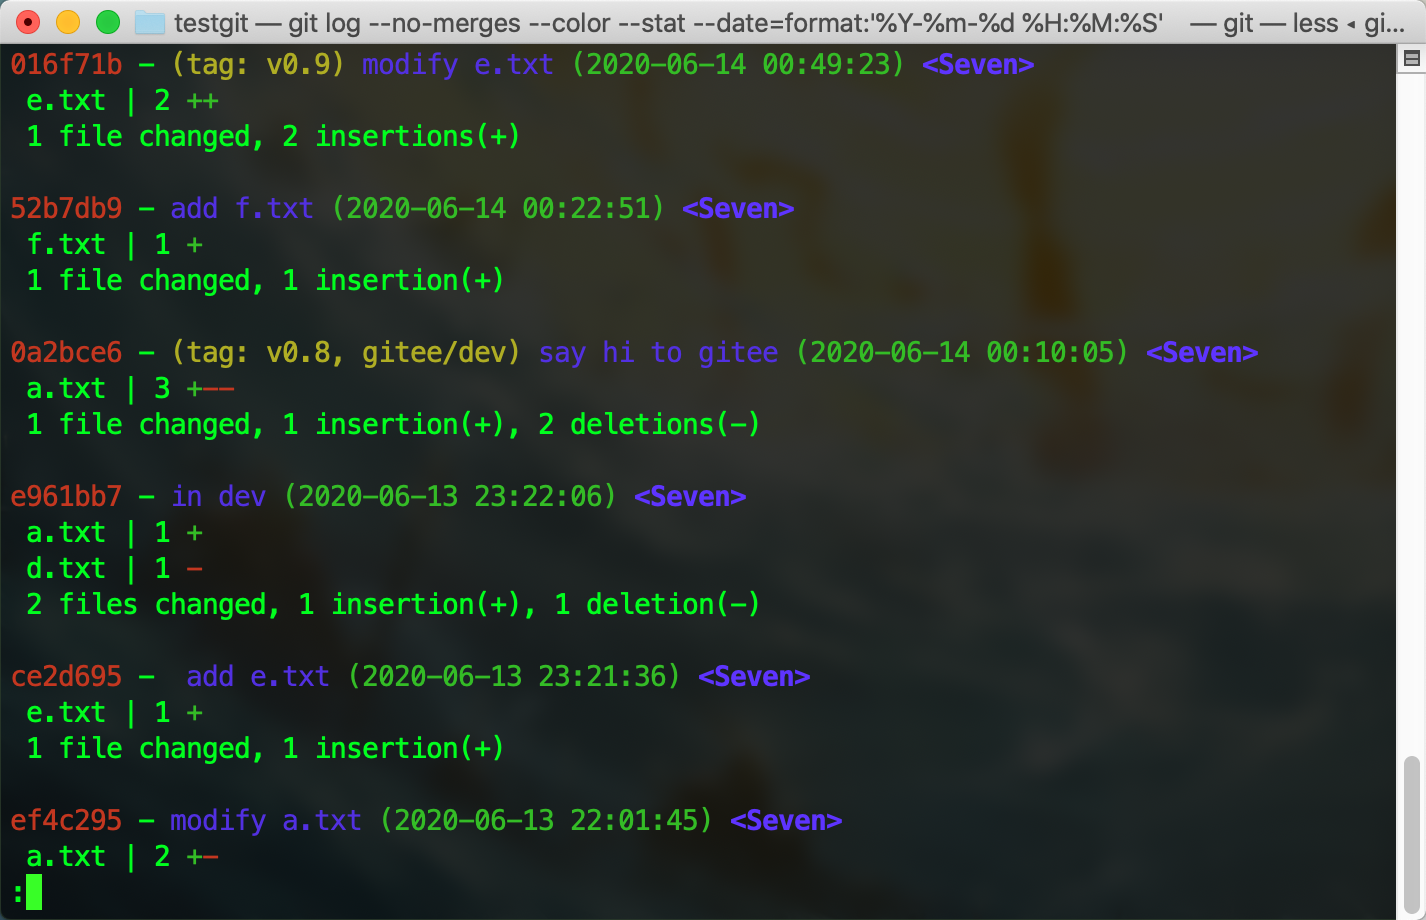 testgit — git log --no-merges --color --stat --date=format:'%Y-%m-%d %H:%M:%S' — git — less ◂ gi...
016f71b - (tag: v0.9) modify e.txt (2020-06-14 00:49:23) <Seven>
 e.txt | 2 ++
 1 file changed, 2 insertions(+)

52b7db9 - add f.txt (2020-06-14 00:22:51) <Seven>
 f.txt | 1 +
 1 file changed, 1 insertion(+)

0a2bce6 - (tag: v0.8, gitee/dev) say hi to gitee (2020-06-14 00:10:05) <Seven>
 a.txt | 3 +--
 1 file changed, 1 insertion(+), 2 deletions(-)

e961bb7 - in dev (2020-06-13 23:22:06) <Seven>
 a.txt | 1 +
 d.txt | 1 -
 2 files changed, 1 insertion(+), 1 deletion(-)

ce2d695 -  add e.txt (2020-06-13 23:21:36) <Seven>
 e.txt | 1 +
 1 file changed, 1 insertion(+)

ef4c295 - modify a.txt (2020-06-13 22:01:45) <Seven>
 a.txt | 2 +-
: